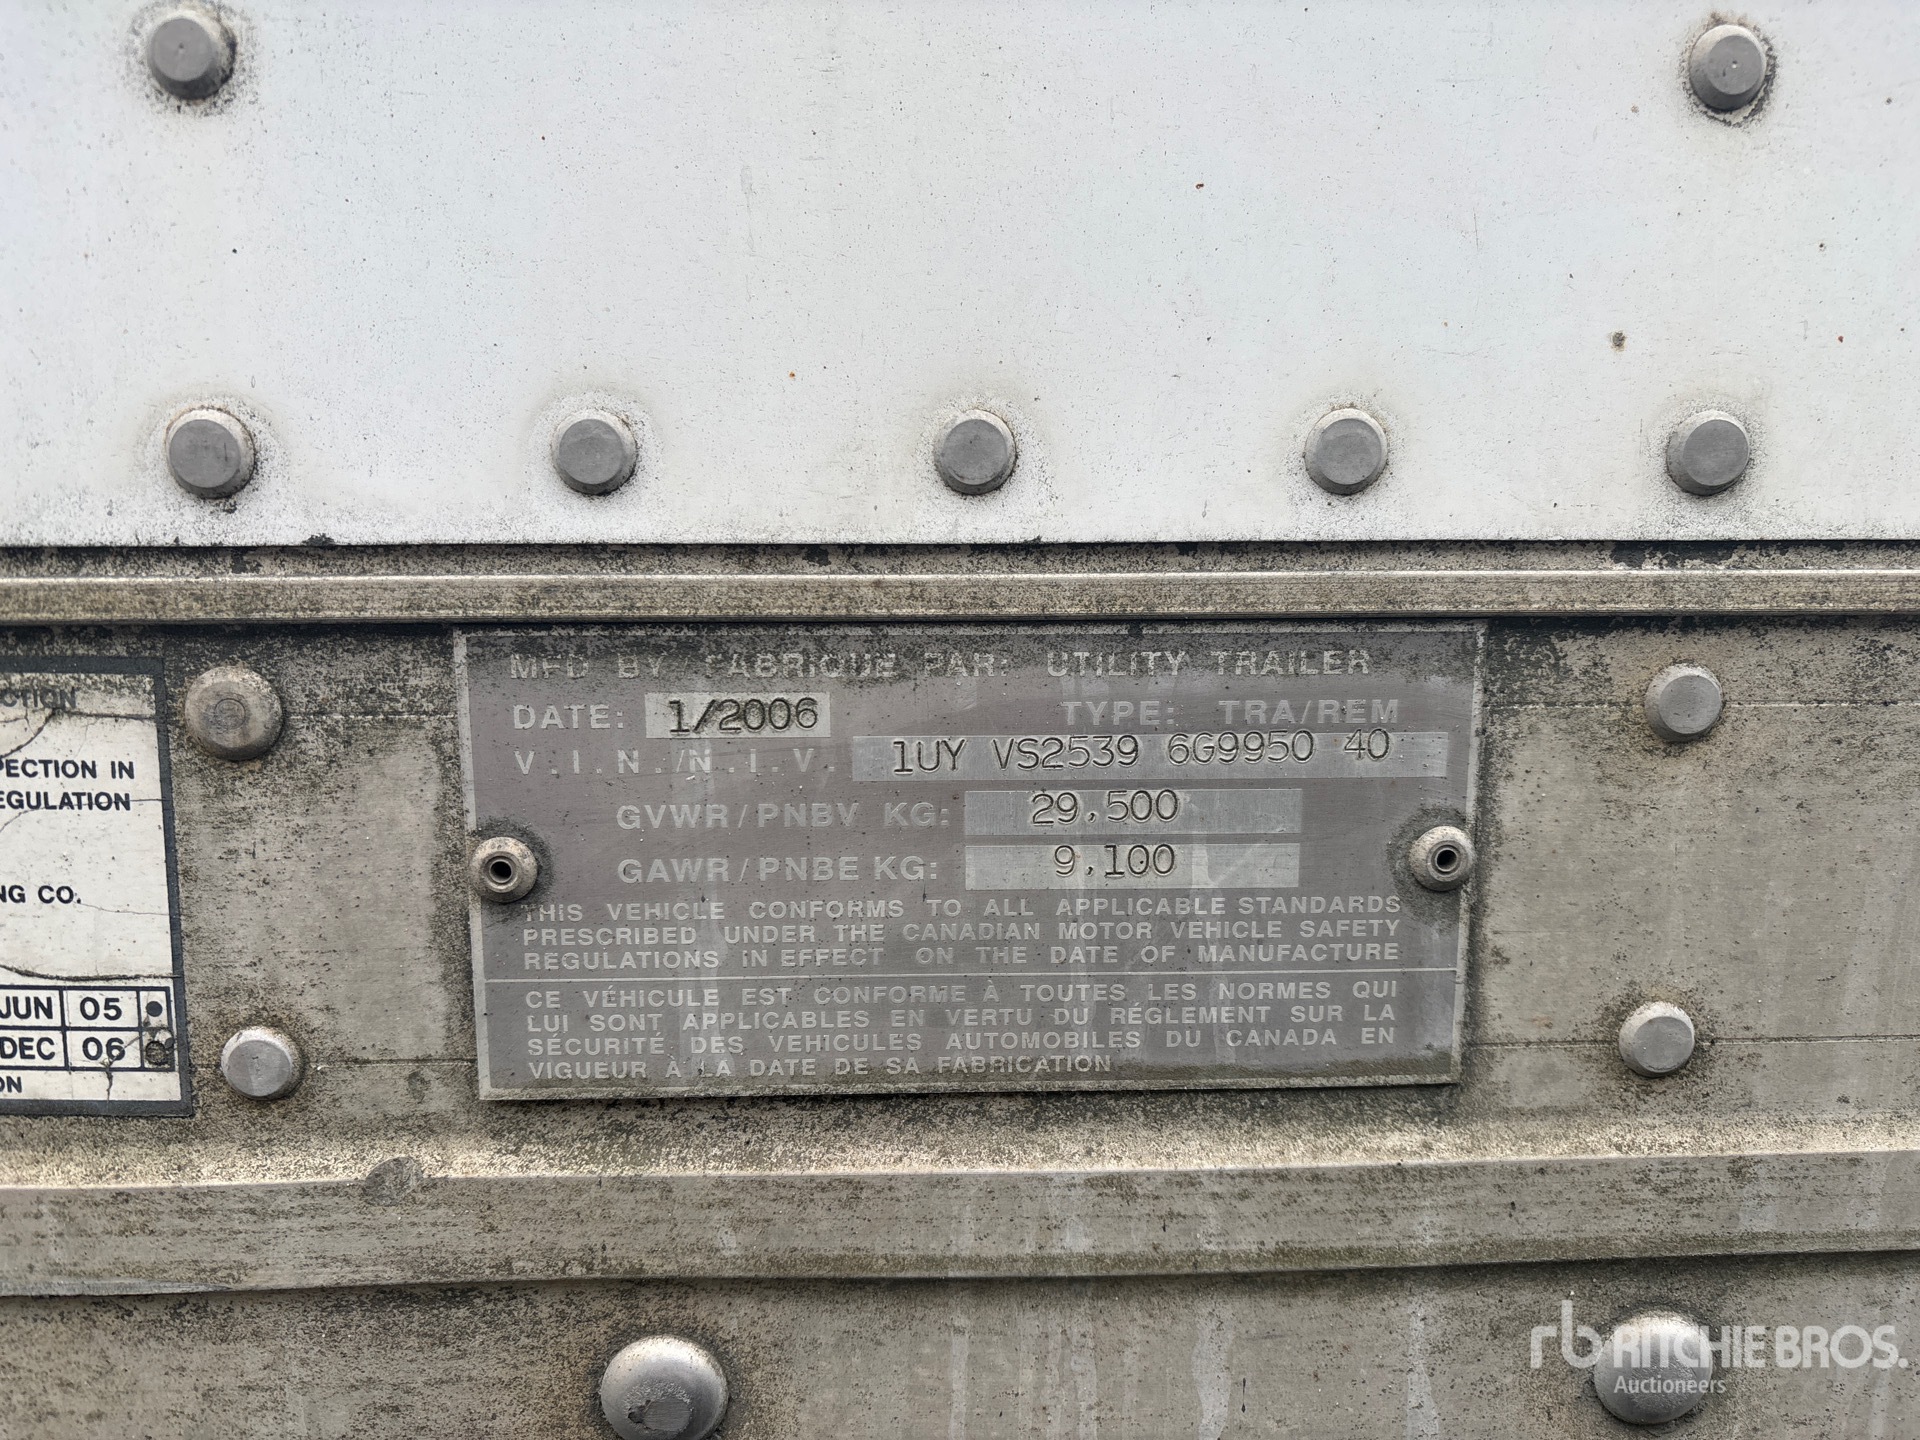 MFD BY / FABRIQUE PAR: UTILITY TRAILER
DATE: 1/2006 TYPE: TRA/REM
V.I.N./N.I.V. 1UY VS2539 6G9950 40
GVWR/PNBV KG: 29,500
GAWR/PNBE KG: 9,100
THIS VEHICLE CONFORMS TO ALL APPLICABLE STANDARDS
PRESCRIBED UNDER THE CANADIAN MOTOR VEHICLE SAFETY
REGULATIONS IN EFFECT ON THE DATE OF MANUFACTURE
CE VÉHICULE EST CONFORME À TOUTES LES NORMES QUI
LUI SONT APPLICABLES EN VERTU DU RÉGLEMENT SUR LA
SÉCURITÉ DES VEHICULES AUTOMOBILES DU CANADA EN
VIGUEUR À LA DATE DE SA FABRICATION
CTION
PECTION IN
EGULATION
NG CO.
JUN 05
DEC 06
ON
rb RITCHIE BROS.
Auctioneers